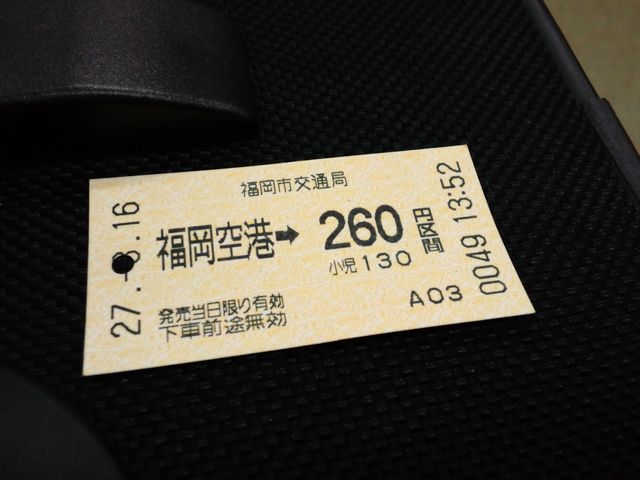 福岡市交通局
福岡空港➡260円区間
小児130
発売当日限り有効
下車前途無効
A03
27.-8.16
0049 13:52